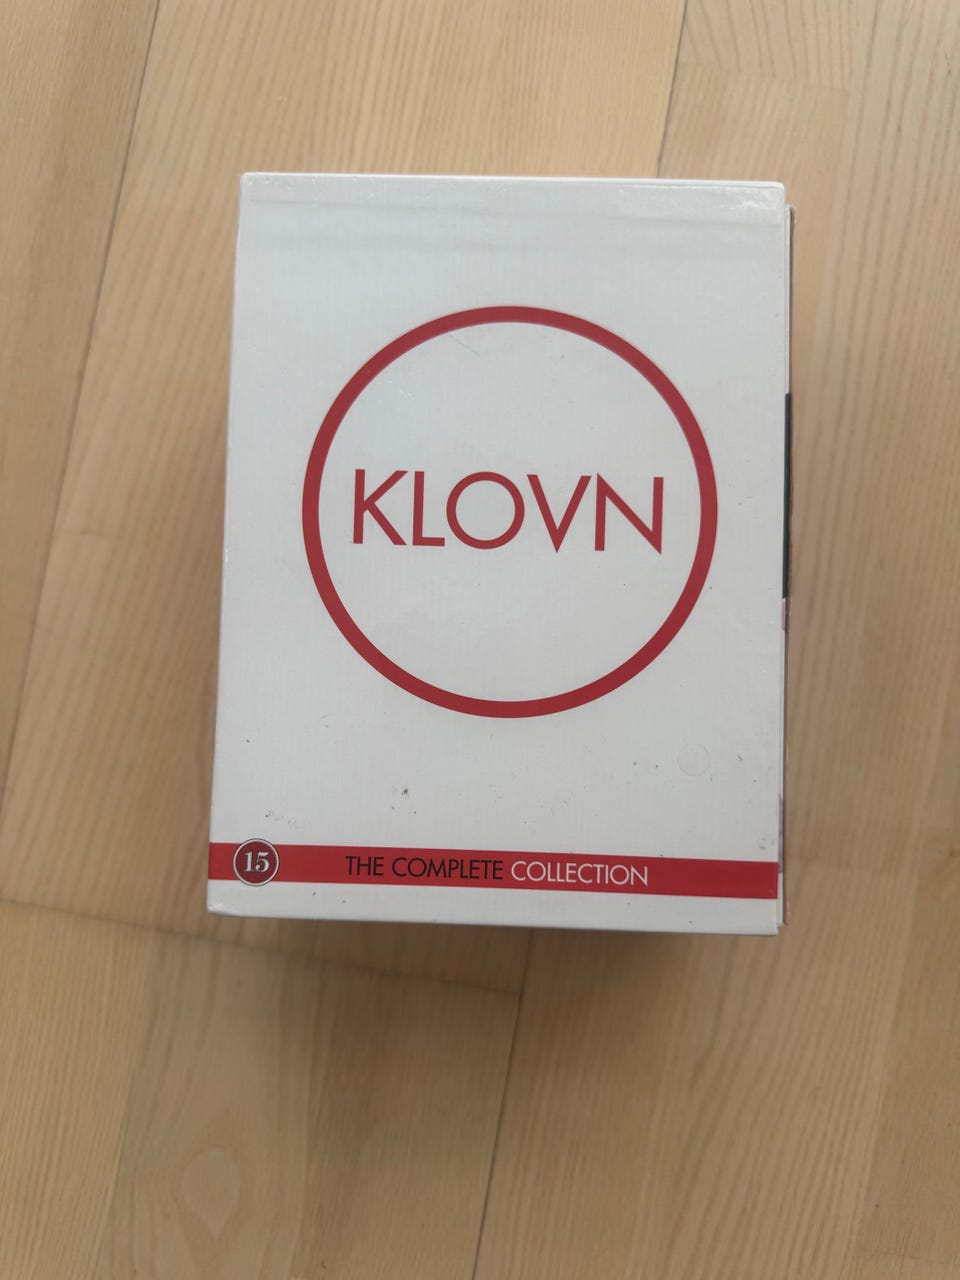 KLOVN
15 THE COMPLETE COLLECTION